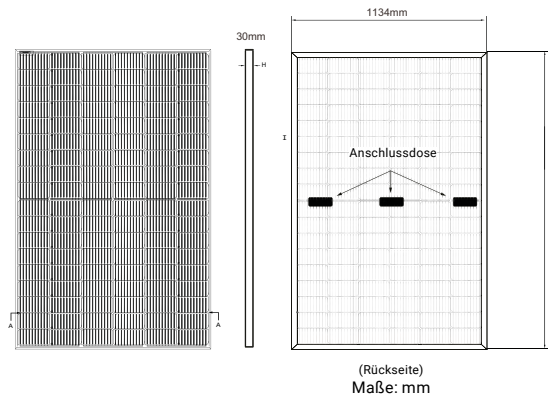 1134mm
30mm
H
I
Anschlussdose
A
A
(Rückseite)
Maße: mm